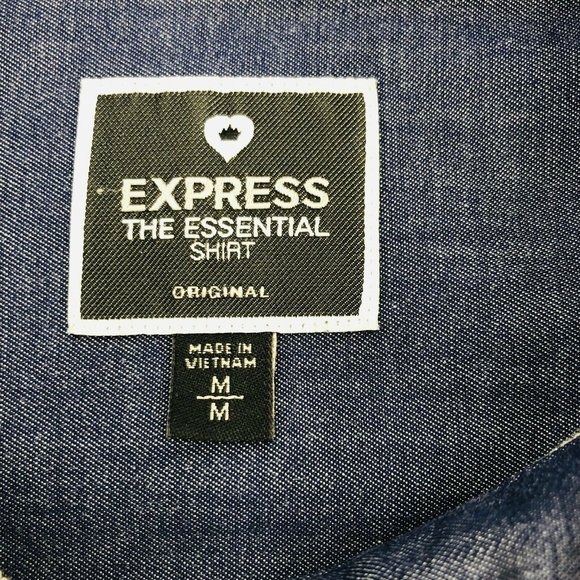 EXPRESS
THE ESSENTIAL
SHIRT
ORIGINAL
MADE IN
VIETNAM
M
M